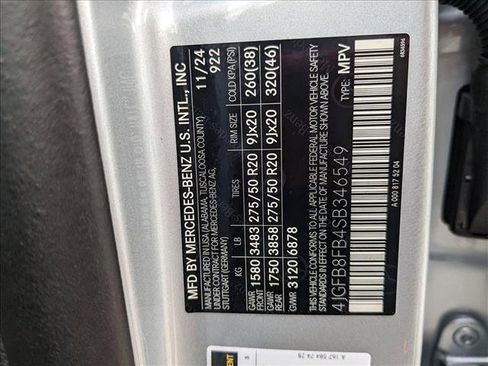 MFD BY MERCEDES-BENZ U.S. INTL., INC
MANUFACTURED IN USA (ALABAMA, TUSCALOOSA COUNTY)
UNDER CONTRACT FOR MERCEDES-BENZ AG,
STUTTGART (GERMANY)
11/24
922
KG LB TIRES RIM SIZE COLD KPA (PSI)
GAWR 1580 3483 275/50 R20 9Jx20 260(38)
FRONT
GAWR 1750 3858 275/50 R20 9Jx20 320(46)
REAR
GVWR 3120 6878
THIS VEHICLE CONFORMS TO ALL APPLICABLE FEDERAL MOTOR VEHICLE SAFETY
STANDARDS IN EFFECT ON THE DATE OF MANUFACTURE SHOWN ABOVE.
4JGFB8FB4SB346549 TYPE: MPV
A 000 817 52 04